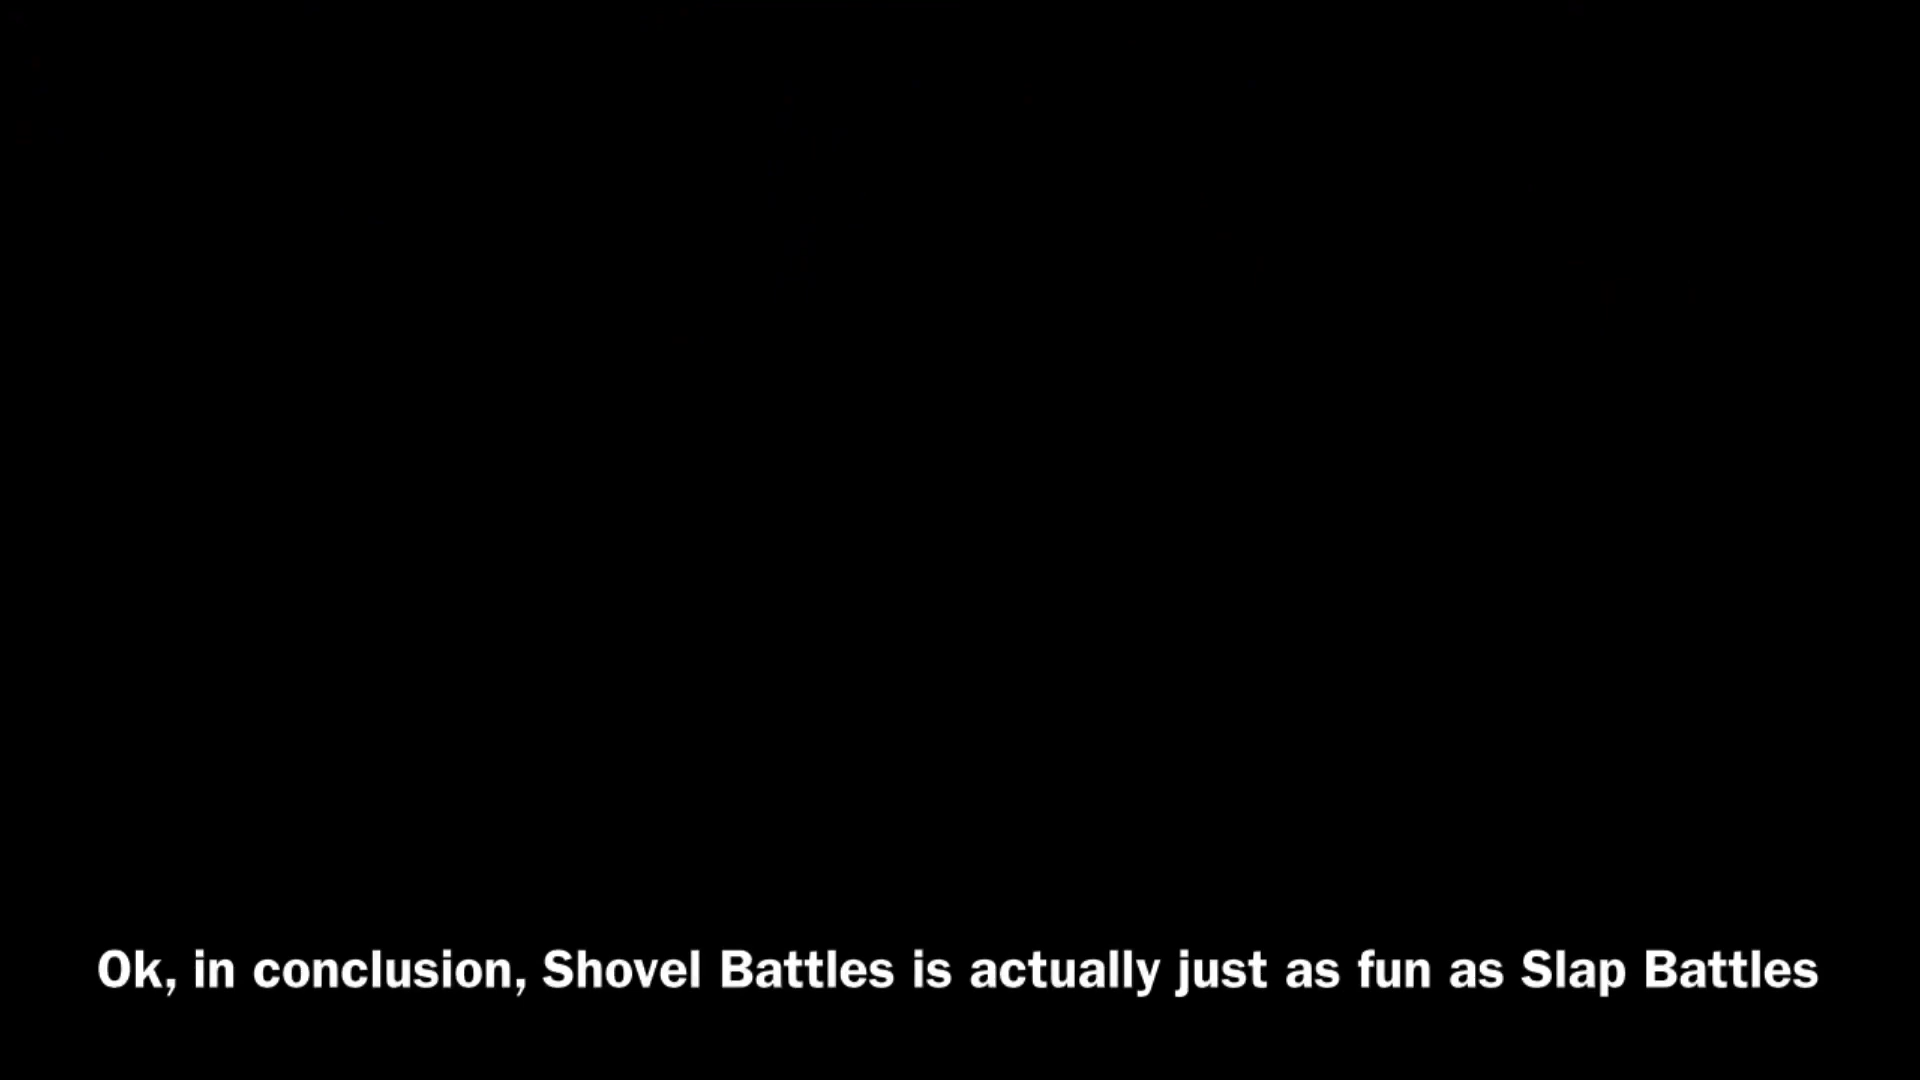 Ok, in conclusion, Shovel Battles is actually just as fun as Slap Battles